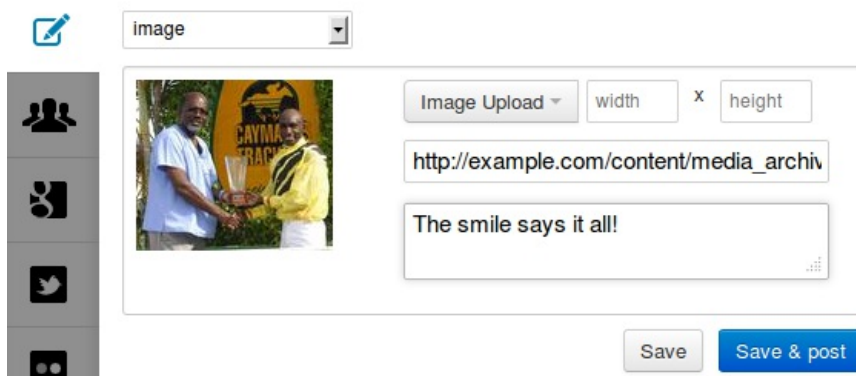 image
Image Upload
width x height
http://example.com/content/media_archiv
The smile says it all!
Save
Save & post